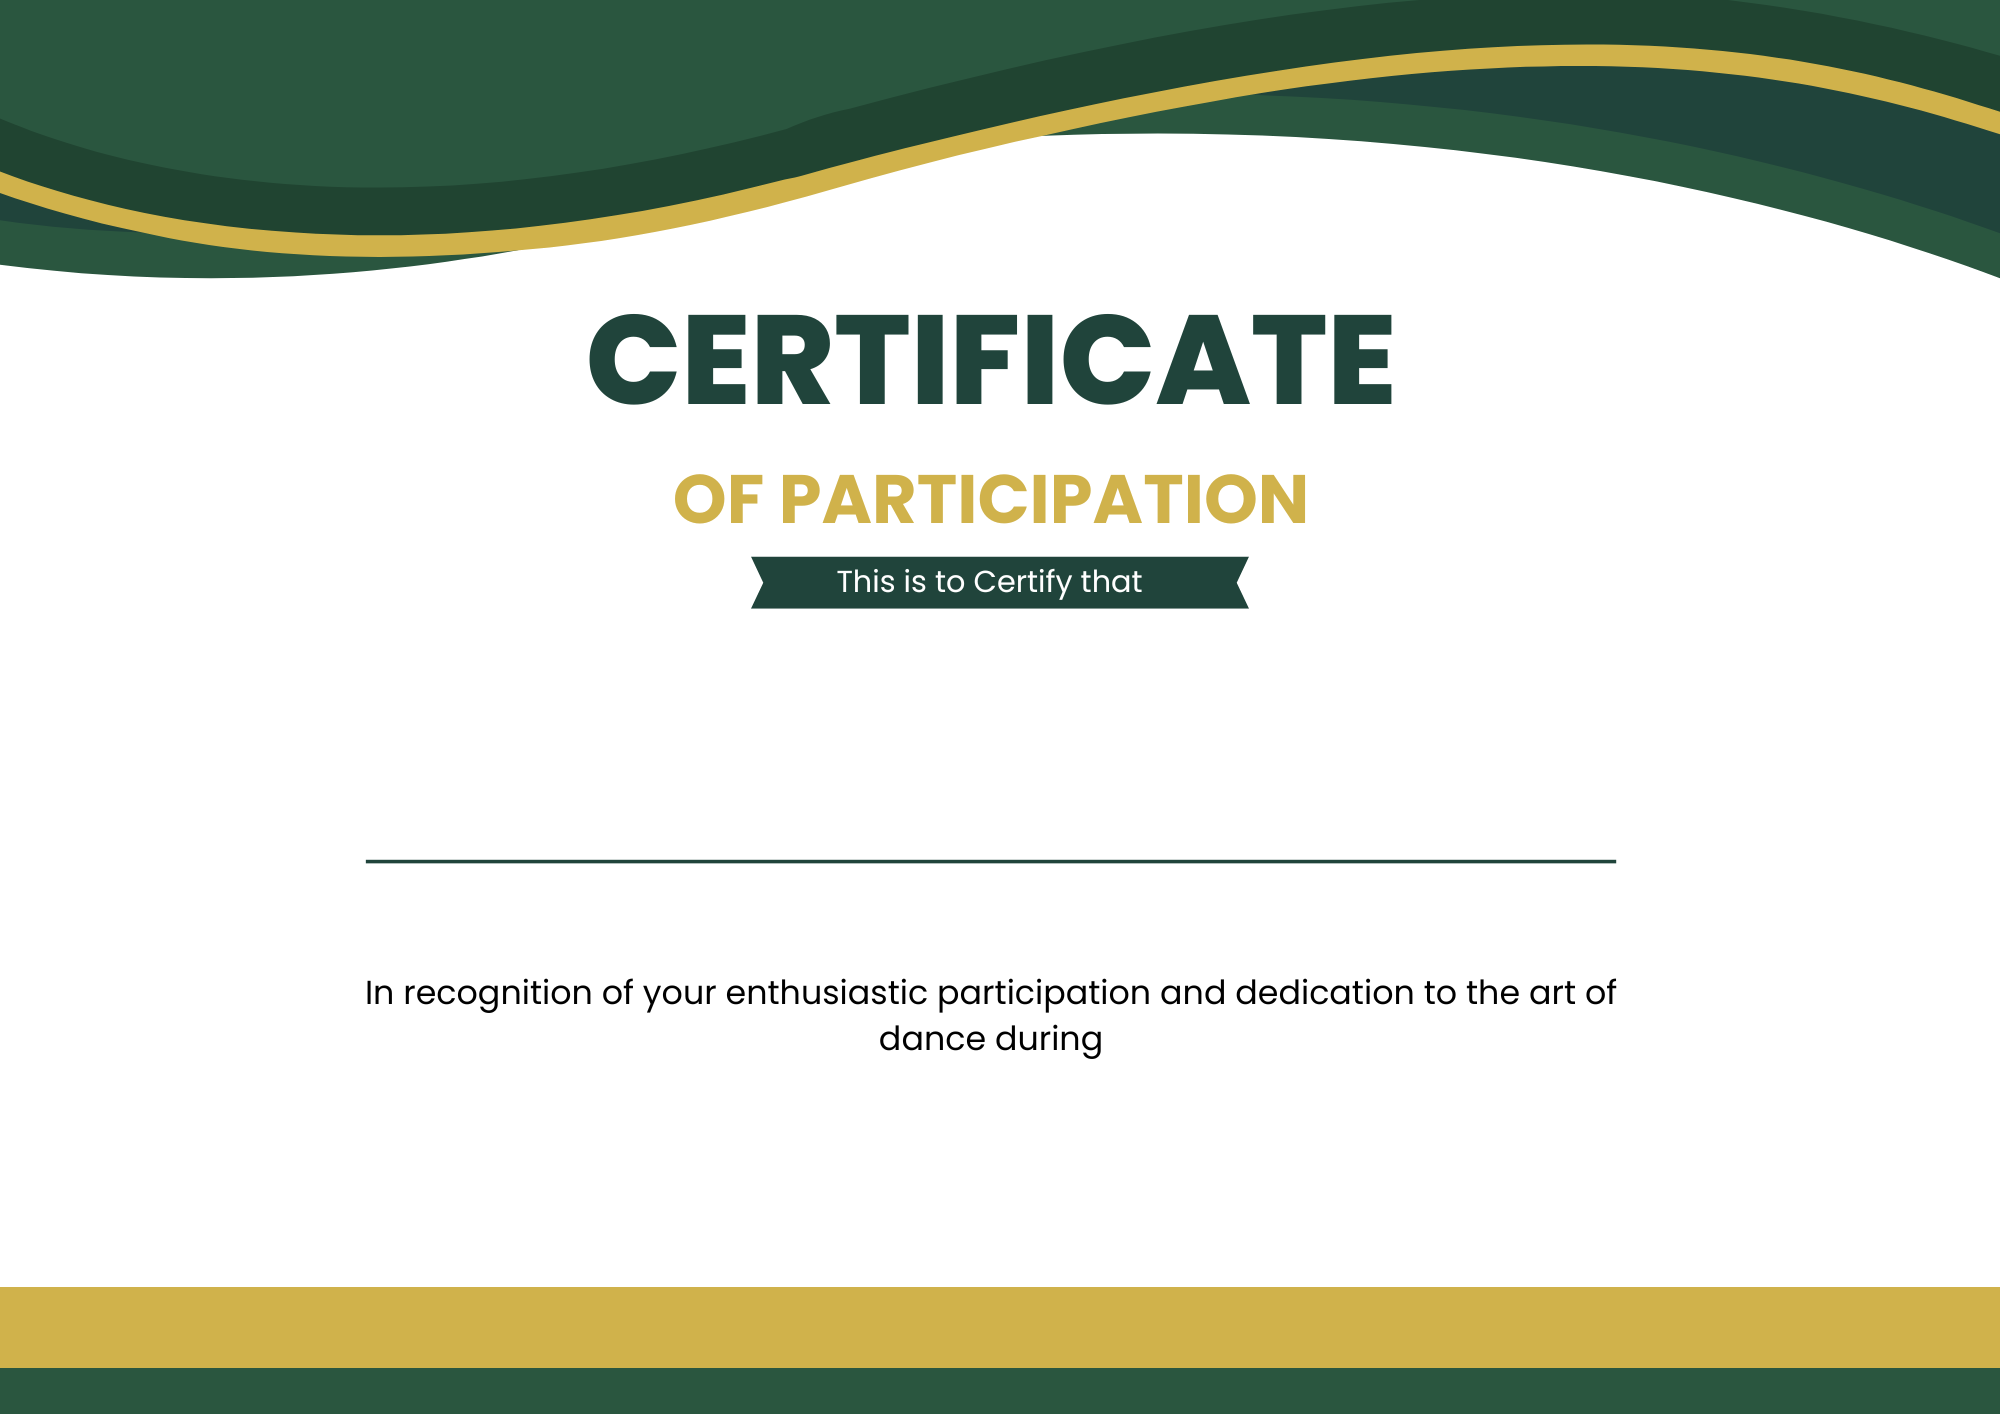 CERTIFICATE
OF PARTICIPATION
This is to Certify that
In recognition of your enthusiastic participation and dedication to the art of
dance during